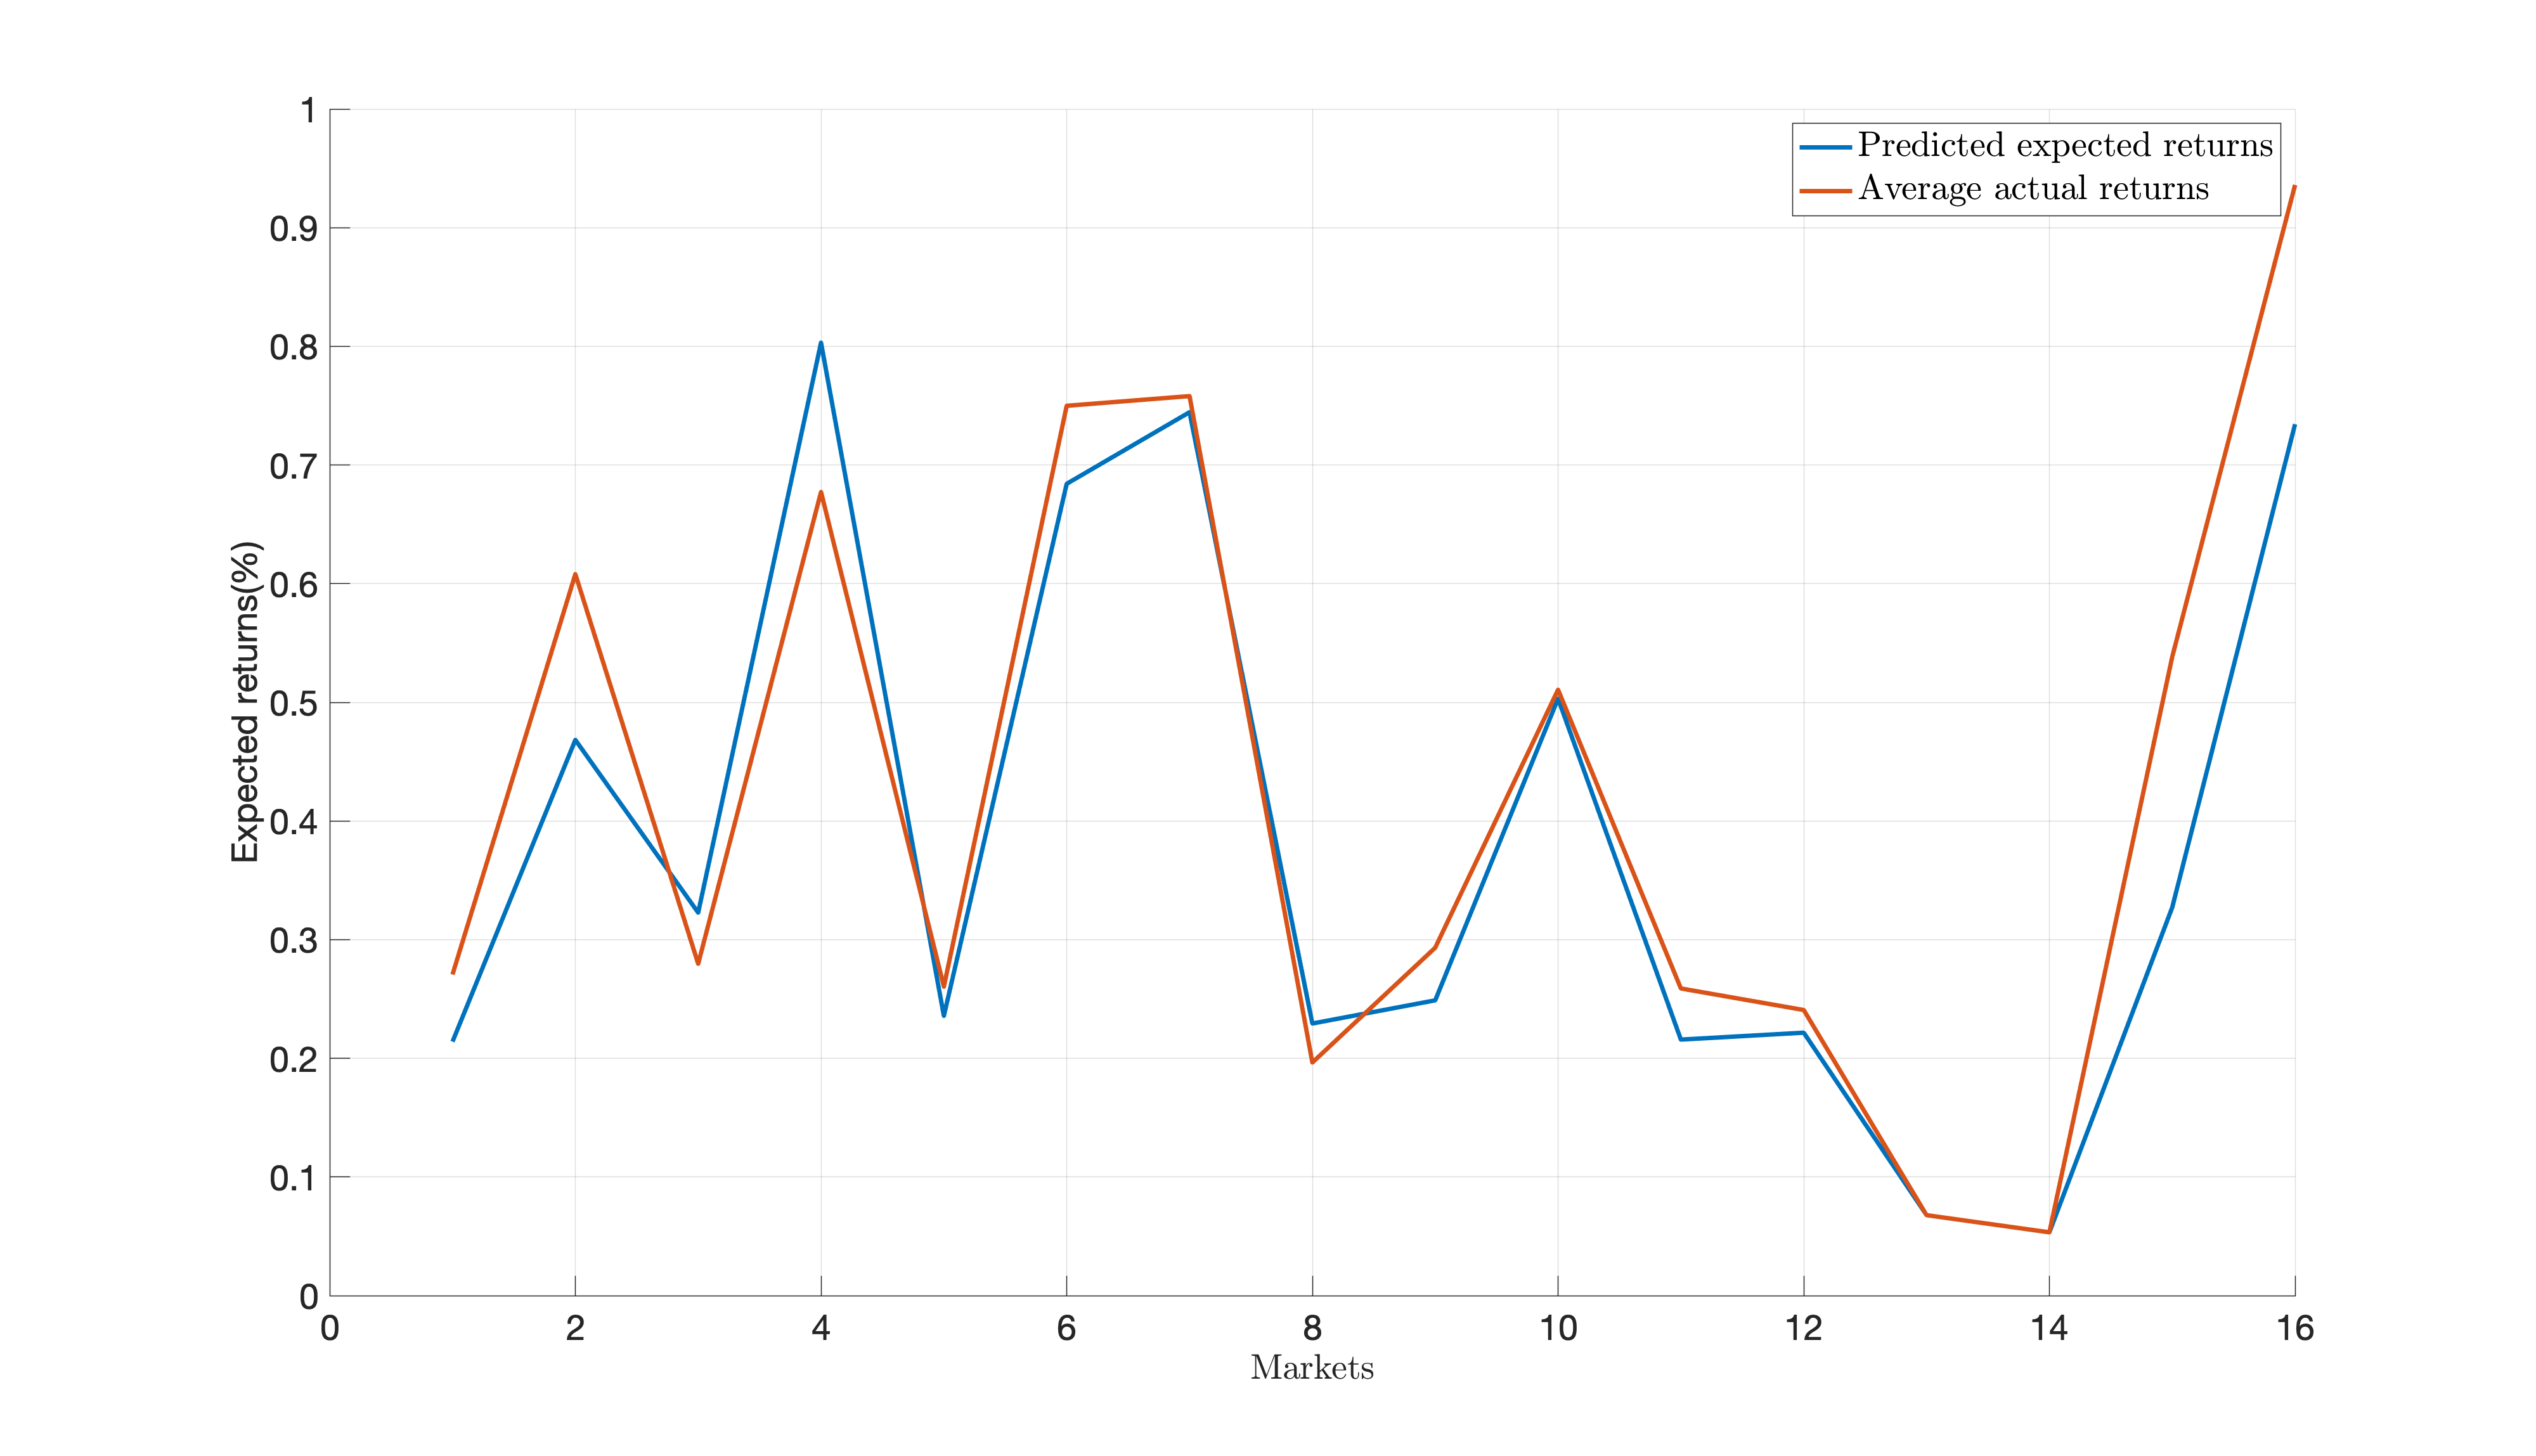 Predicted expected returns
Average actual returns
1
0.9
0.8
0.7
0.6
0.5
0.4
0.3
0.2
0.1
0
Expected returns(%)
0 2 4 6 8 10 12 14 16
Markets